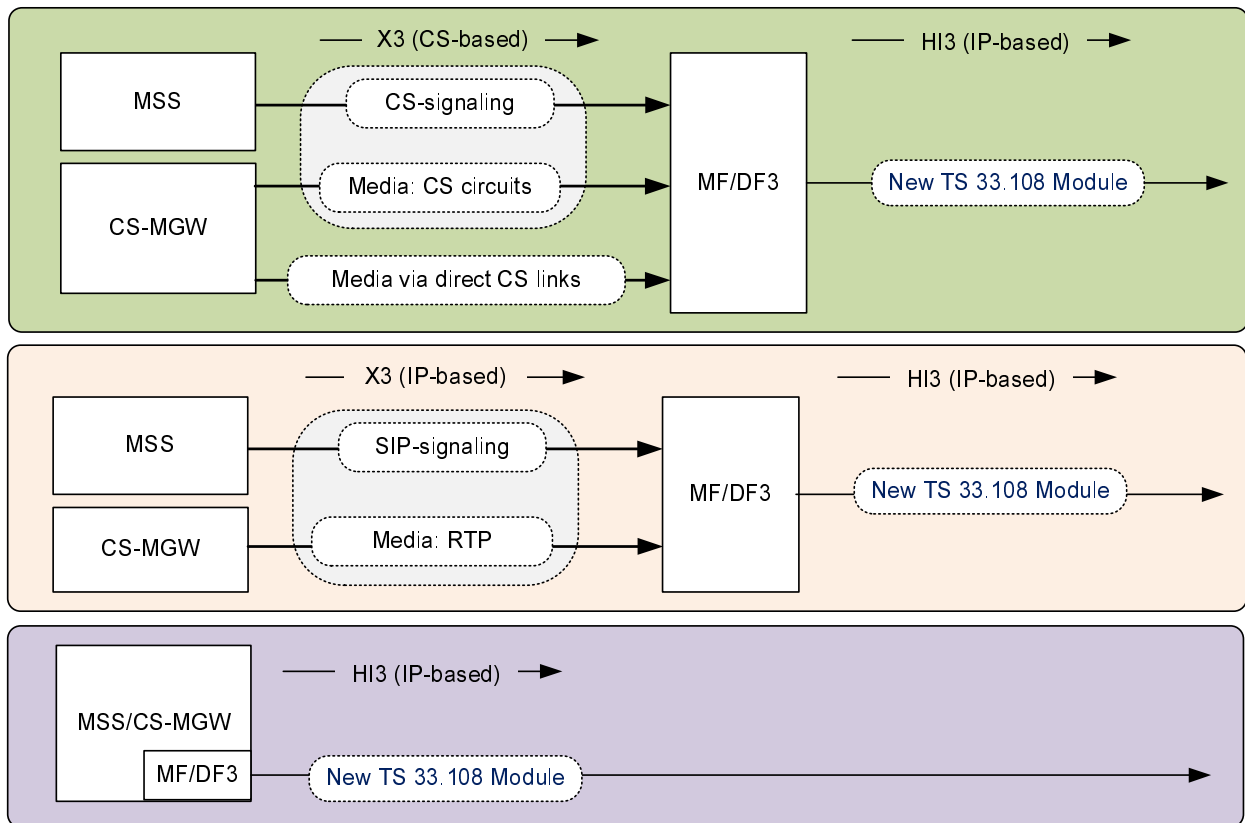 X3 (CS-based)
HI3 (IP-based)
MSS
CS-signaling
CS-MGW
Media: CS circuits
MF/DF3
New TS 33.108 Module
Media via direct CS links
X3 (IP-based)
HI3 (IP-based)
MSS
SIP-signaling
MF/DF3
New TS 33.108 Module
CS-MGW
Media: RTP
HI3 (IP-based)
MSS/CS-MGW
MF/DF3
New TS 33.108 Module